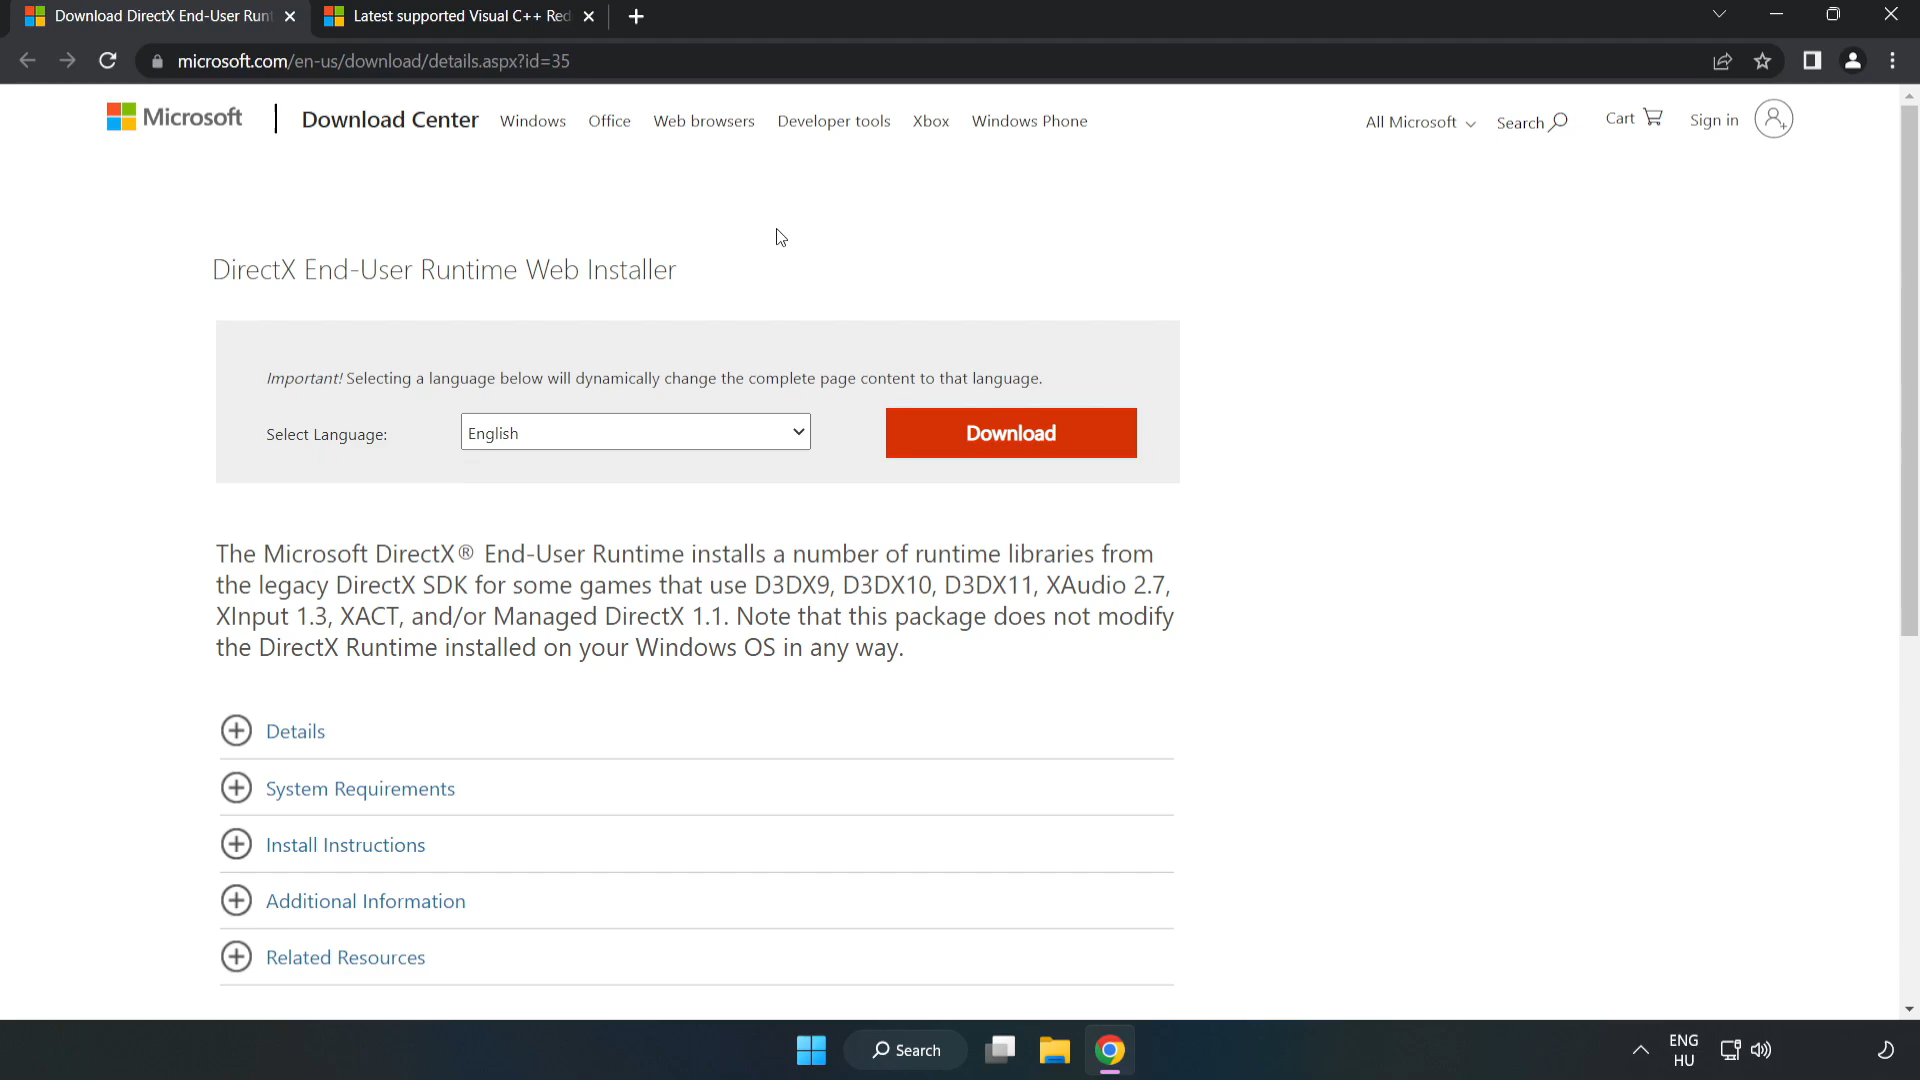 Download DirectX End-User Runt
Latest supported Visual C++ Red
microsoft.com/en-us/download/details.aspx?id=35
Microsoft
Download Center
Windows
Office
Web browsers
Developer tools
Xbox
Windows Phone
All Microsoft
Search
Cart
Sign in
DirectX End-User Runtime Web Installer
Important! Selecting a language below will dynamically change the complete page content to that language.
Select Language:
English
Download
The Microsoft DirectX® End-User Runtime installs a number of runtime libraries from
the legacy DirectX SDK for some games that use D3DX9, D3DX10, D3DX11, XAudio 2.7,
XInput 1.3, XACT, and/or Managed DirectX 1.1. Note that this package does not modify
the DirectX Runtime installed on your Windows OS in any way.
Details
System Requirements
Install Instructions
Additional Information
Related Resources
Search
ENG
HU